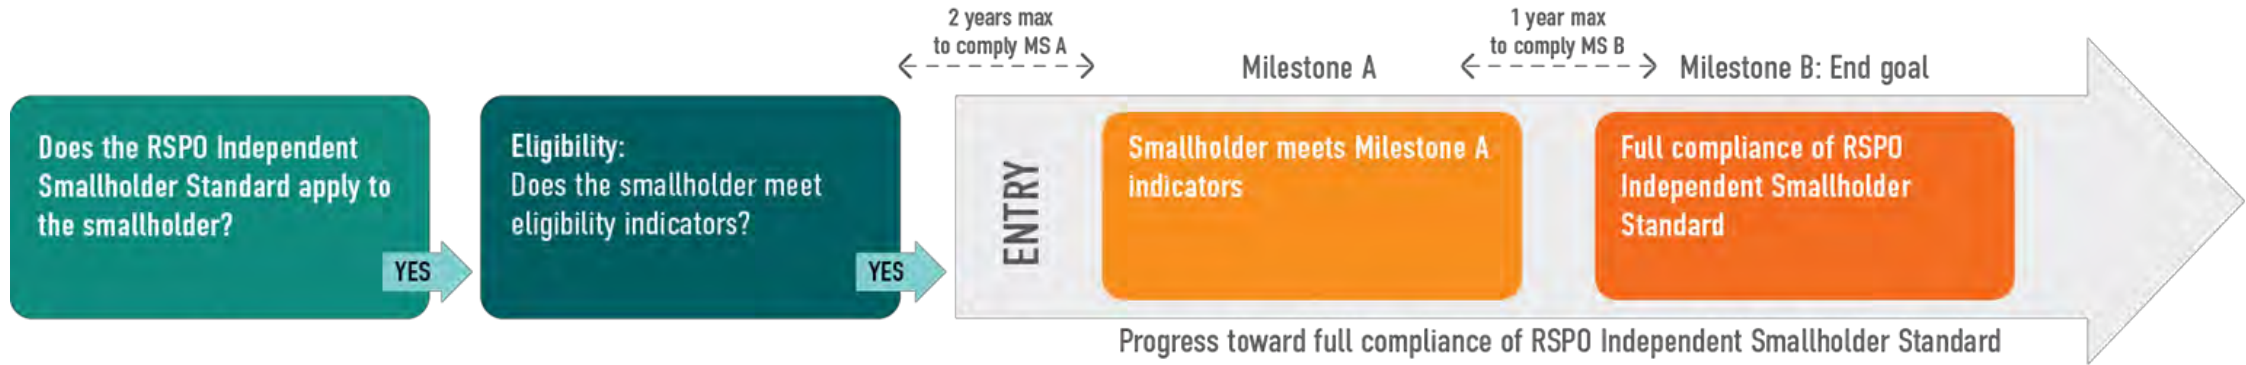 2 years max
to comply MS A
1 year max
to comply MS B
Milestone A
Milestone B: End goal
Does the RSPO Independent
Smallholder Standard apply to
the smallholder?
YES
Eligibility:
Does the smallholder meet
eligibility indicators?
YES
ENTRY
Smallholder meets Milestone A
indicators
Full compliance of RSPO
Independent Smallholder
Standard
Progress toward full compliance of RSPO Independent Smallholder Standard